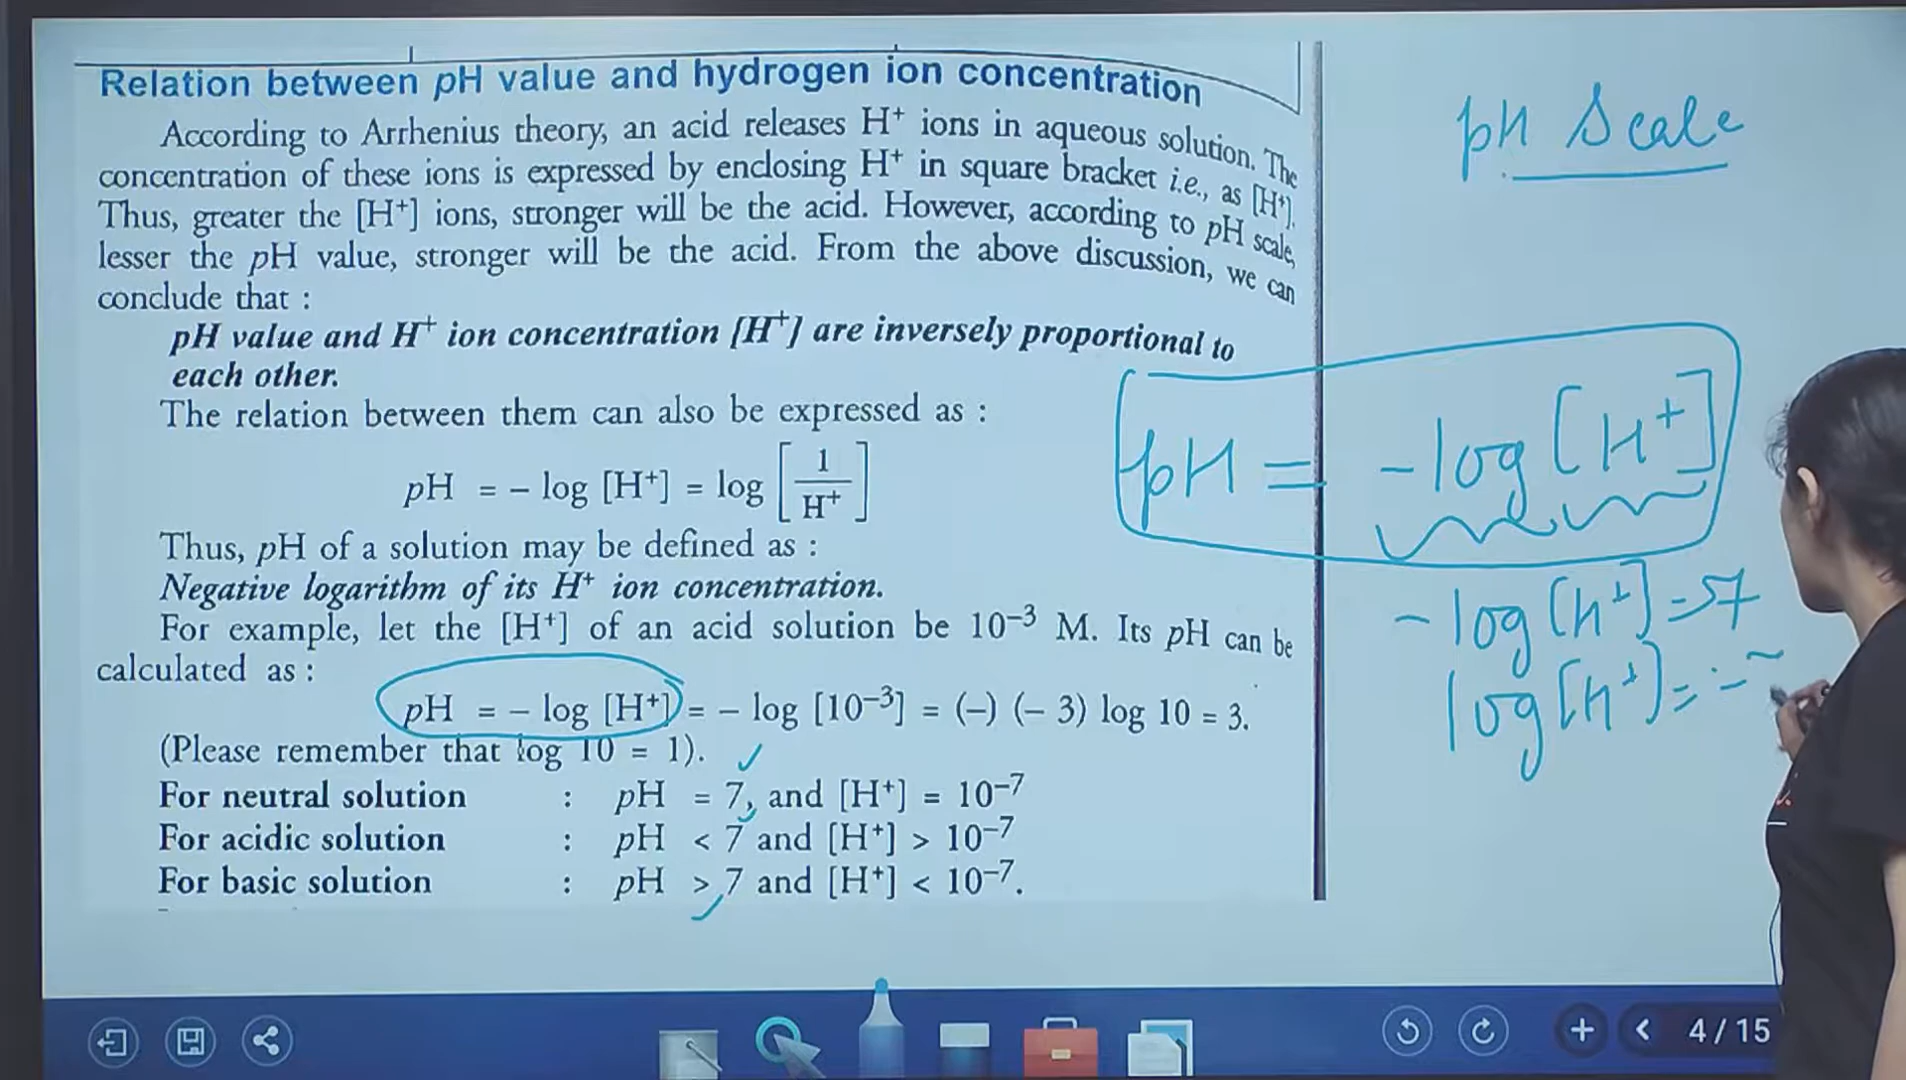 Relation between pH value and hydrogen ion concentration
According to Arrhenius theory, an acid releases H⁺ ions in aqueous solution. The
concentration of these ions is expressed by enclosing H⁺ in square bracket i.e., as [H⁺].
Thus, greater the [H⁺] ions, stronger will be the acid. However, according to pH scale,
lesser the pH value, stronger will be the acid. From the above discussion, we can
conclude that :
pH value and H⁺ ion concentration [H⁺] are inversely proportional to
each other.
The relation between them can also be expressed as :
pH = – log [H⁺] = log [1/H⁺]
Thus, pH of a solution may be defined as :
Negative logarithm of its H⁺ ion concentration.
For example, let the [H⁺] of an acid solution be 10⁻³ M. Its pH can be
calculated as :
pH = – log [H⁺] = – log [10⁻³] = (–) (– 3) log 10 = 3.
(Please remember that log 10 = 1).
For neutral solution : pH = 7, and [H⁺] = 10⁻⁷
For acidic solution : pH < 7 and [H⁺] > 10⁻⁷
For basic solution : pH > 7 and [H⁺] < 10⁻⁷.
pH Scale
pH = -log[H⁺]
-log[H⁺] =
log[H⁺] =
4/15